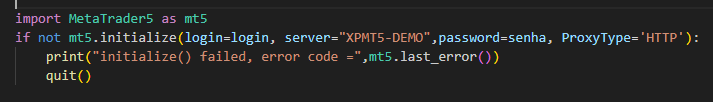 import MetaTrader5 as mt5
if not mt5.initialize(login=login, server="XPMT5-DEMO",password=senha, ProxyType='HTTP'):
    print("initialize() failed, error code =",mt5.last_error())
    quit()